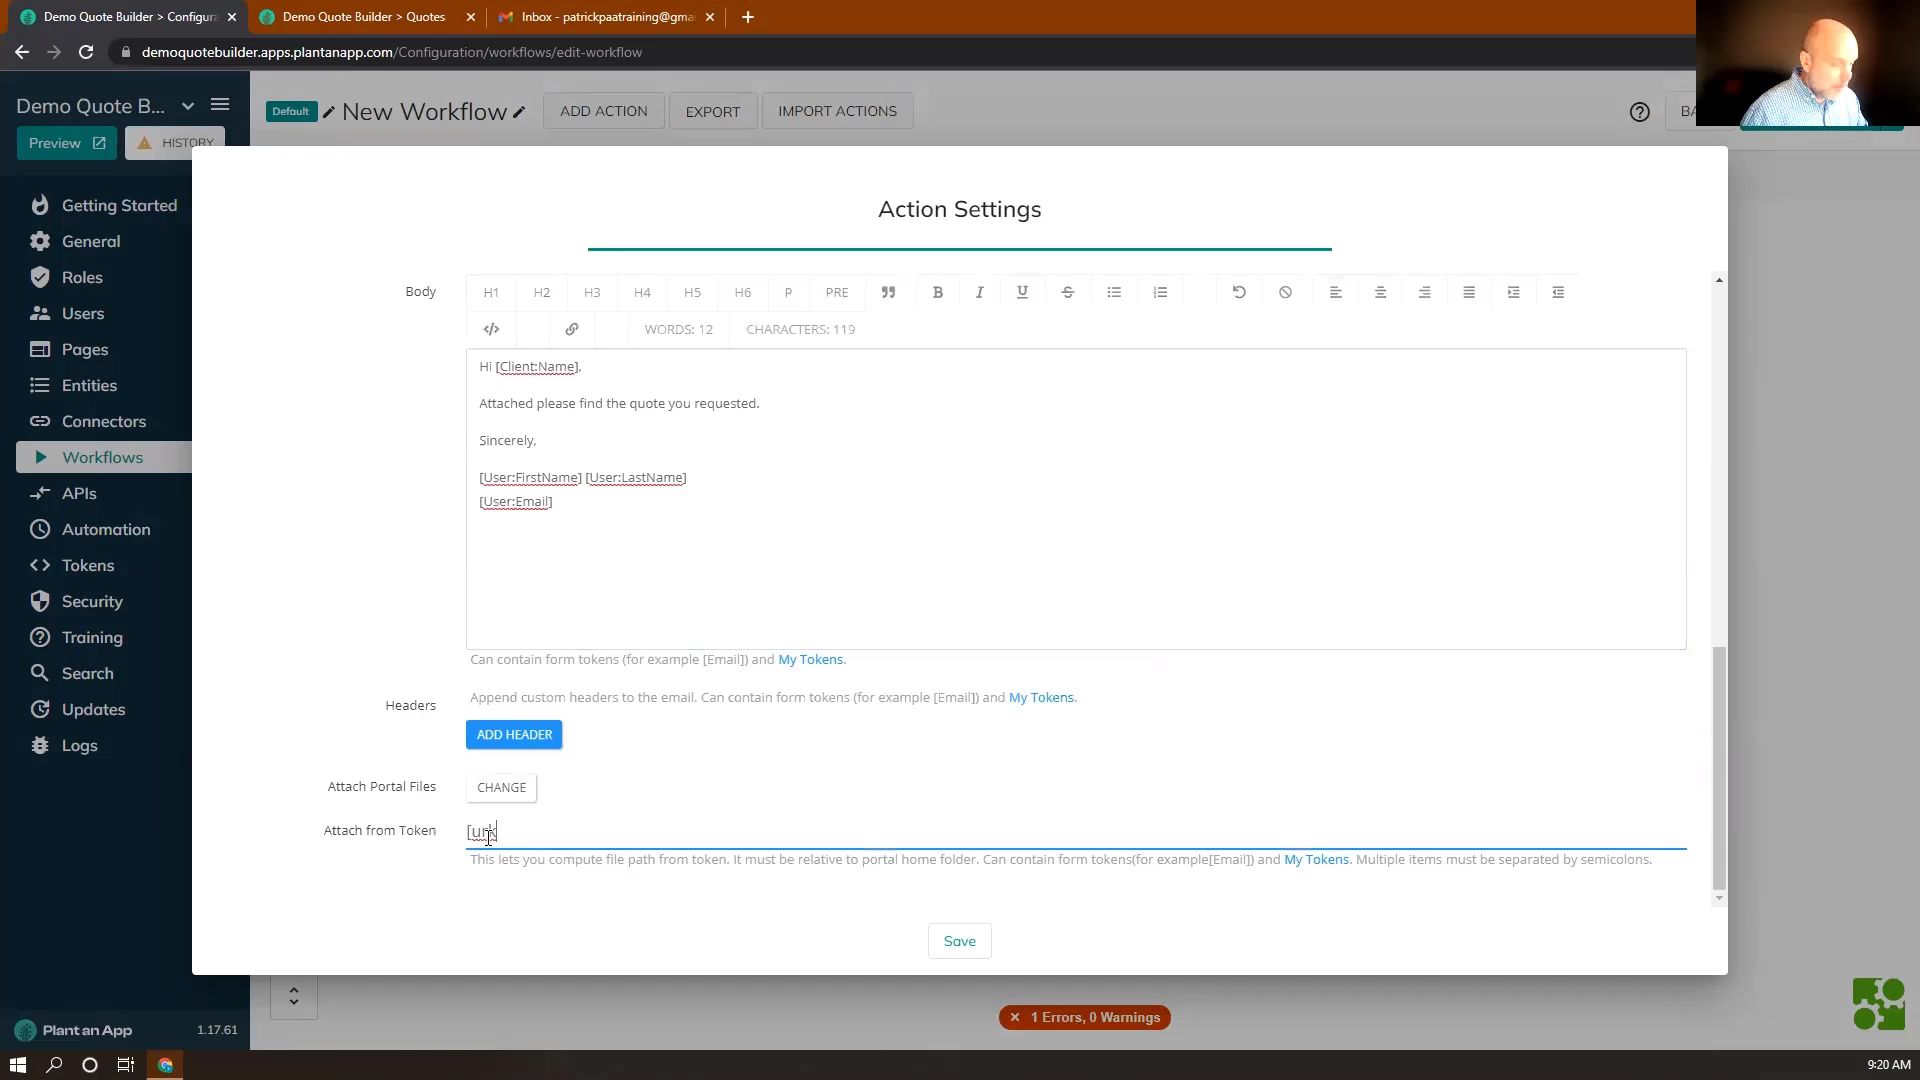 Demo Quote Builder > Configura
Demo Quote Builder > Quotes
Inbox - patrickpaatraining@gma
demoquotebuilder.apps.plantanapp.com/Configuration/workflows/edit-workflow
Demo Quote B...
Default
New Workflow
ADD ACTION
EXPORT
IMPORT ACTIONS
Preview
HISTORY
Getting Started
General
Roles
Users
Pages
Entities
Connectors
Workflows
APIs
Automation
Tokens
Security
Training
Search
Updates
Logs
Plant an App
1.17.61
Action Settings
Body
H1 H2 H3 H4 H5 H6 P PRE
WORDS: 12 CHARACTERS: 119
Hi [Client:Name],
Attached please find the quote you requested.
Sincerely,
[User:FirstName] [User:LastName]
[User:Email]
Can contain form tokens (for example [Email]) and My Tokens.
Headers
Append custom headers to the email. Can contain form tokens (for example [Email]) and My Tokens.
ADD HEADER
Attach Portal Files
CHANGE
Attach from Token
This lets you compute file path from token. It must be relative to portal home folder. Can contain form tokens(for example[Email]) and My Tokens. Multiple items must be separated by semicolons.
Save
1 Errors, 0 Warnings
9:20 AM